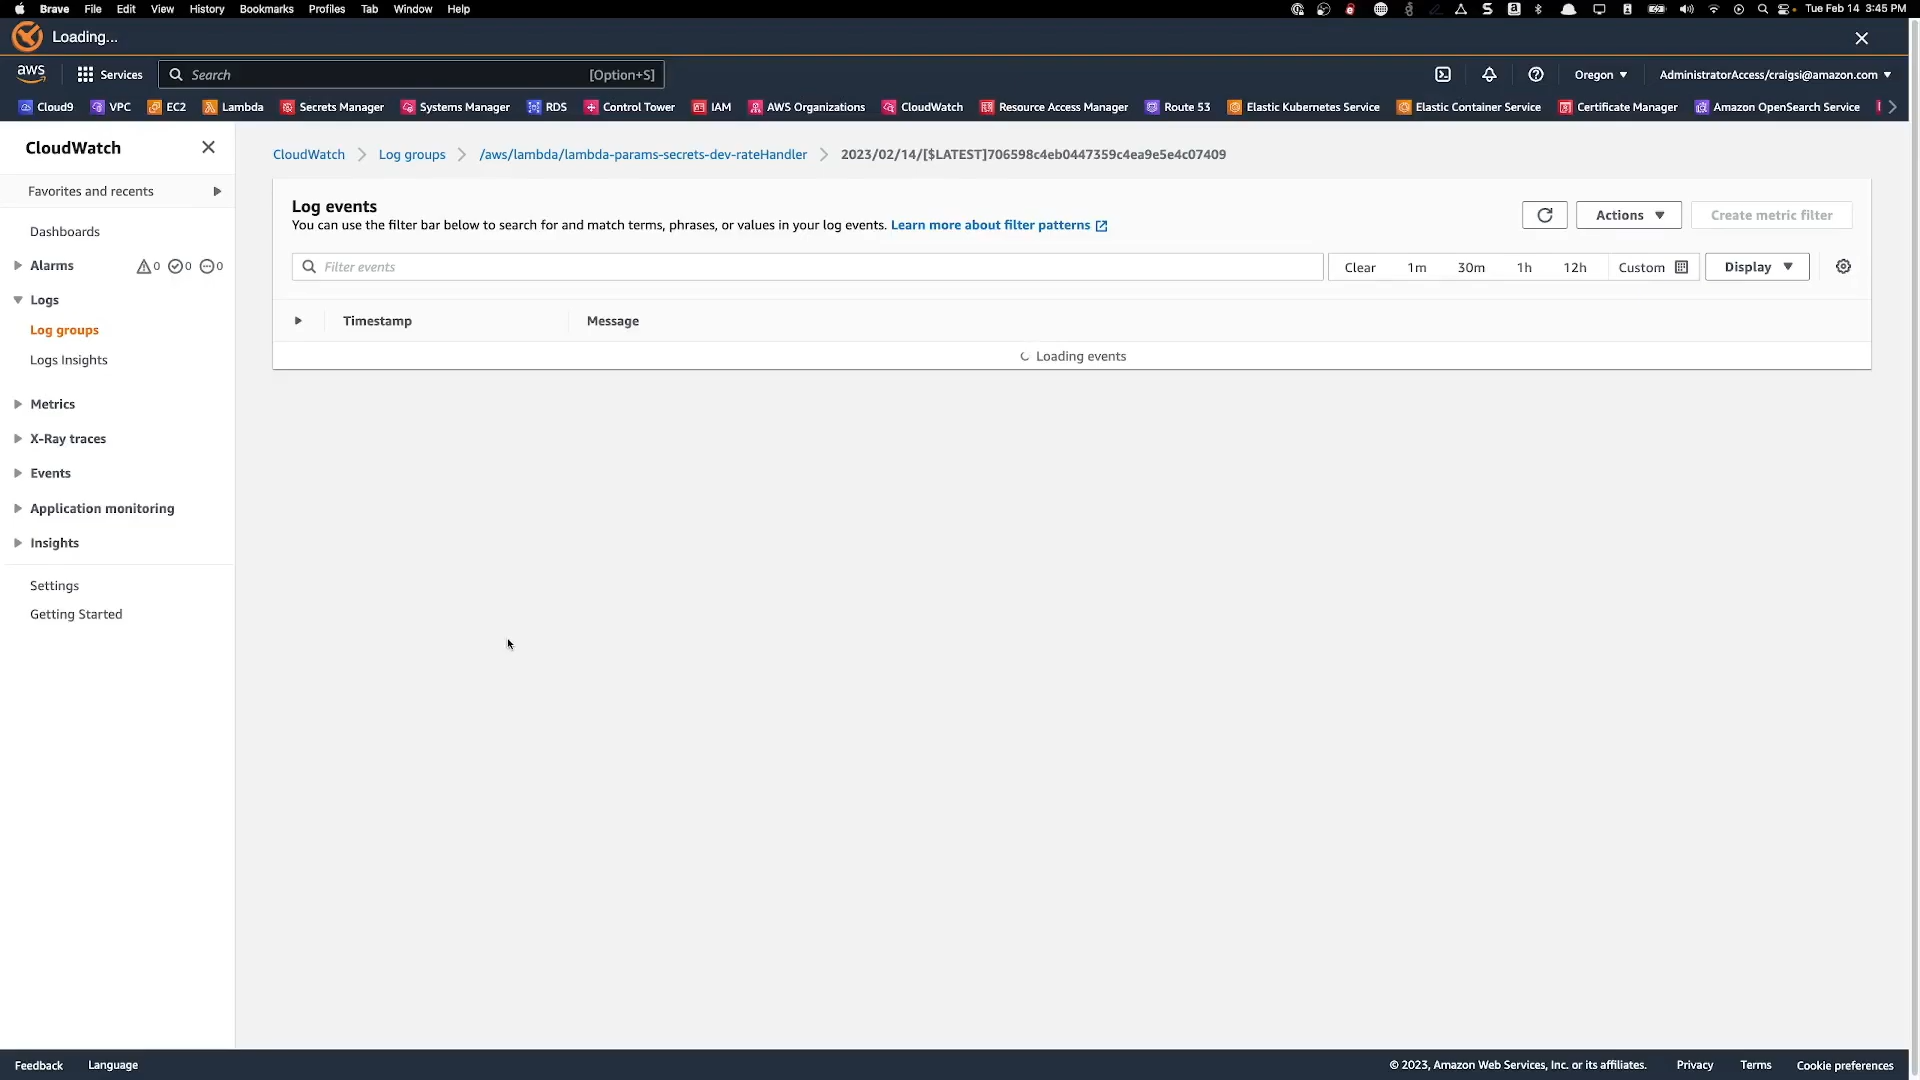 Brave File Edit View History Bookmarks Profiles Tab Window Help Tue Feb 14 3:45 PM
Loading...
aws Services Search [Option+S] Oregon AdministratorAccess/craigsi@amazon.com
Cloud9 VPC EC2 Lambda Secrets Manager Systems Manager RDS Control Tower IAM AWS Organizations CloudWatch Resource Access Manager Route 53 Elastic Kubernetes Service Elastic Container Service Certificate Manager Amazon OpenSearch Service
CloudWatch
Favorites and recents
Dashboards
Alarms 0 0 0
Logs
Log groups
Logs Insights
Metrics
X-Ray traces
Events
Application monitoring
Insights
Settings
Getting Started
CloudWatch Log groups /aws/lambda/lambda-params-secrets-dev-rateHandler 2023/02/14/[$LATEST]706598c4eb0447359c4ea9e5e4c07409
Log events
You can use the filter bar below to search for and match terms, phrases, or values in your log events. Learn more about filter patterns
Actions Create metric filter
Filter events Clear 1m 30m 1h 12h Custom Display
Timestamp Message
Loading events
Feedback Language © 2023, Amazon Web Services, Inc. or its affiliates. Privacy Terms Cookie preferences